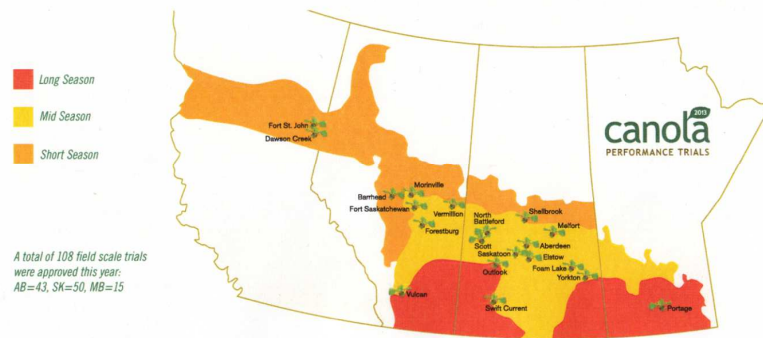 Long Season
Mid Season
Short Season
A total of 108 field scale trials
were approved this year:
AB=43, SK=50, MB=15
2013
canola
PERFORMANCE TRIALS
Fort St. John
Dawson Creek
Morinville
Barrhead
Fort Saskatchewan
Vermillion
Forestburg
North
Battleford
Shellbrook
Melfort
Scott
Aberdeen
Saskatoon
Elstow
Outlook
Foam Lake
Yorkton
Vulcan
Swift Current
Portage